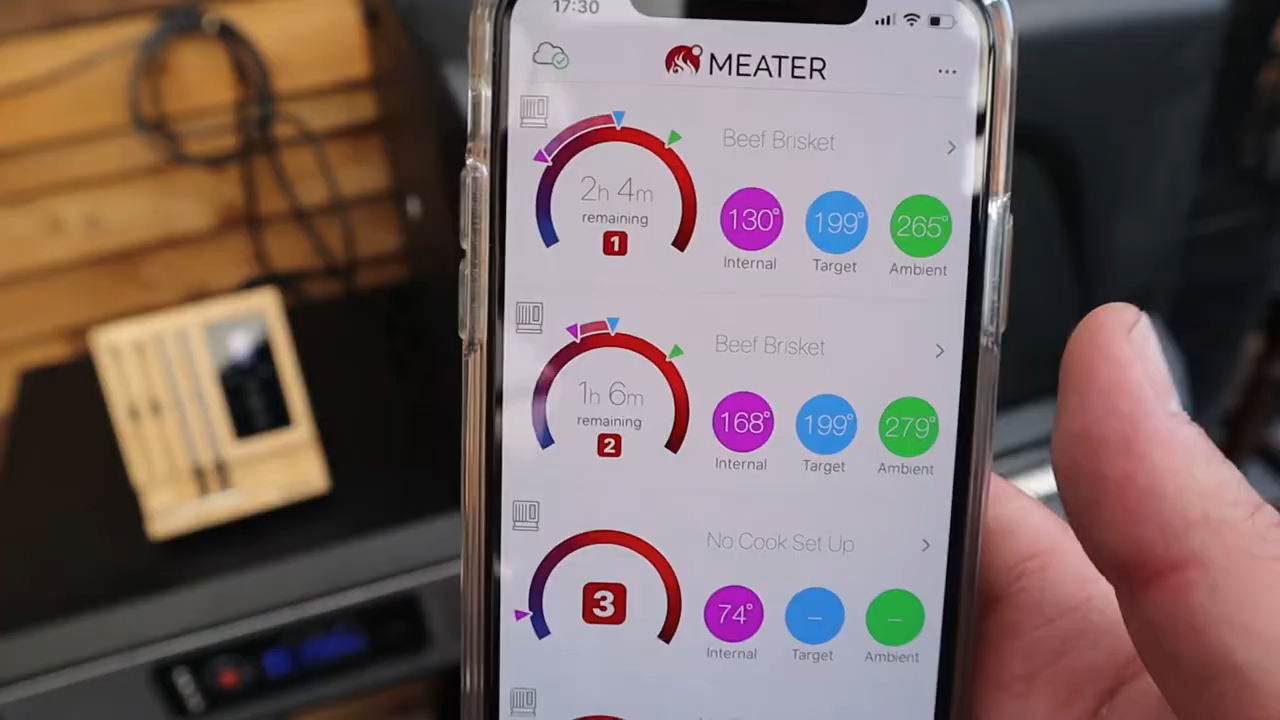 17:30
MEATER
Beef Brisket
2h 4m
remaining
1
130° 199° 265°
Internal Target Ambient
Beef Brisket
1h 6m
remaining
2
168° 199° 279°
Internal Target Ambient
No Cook Set Up
3
74° – –
Internal Target Ambient